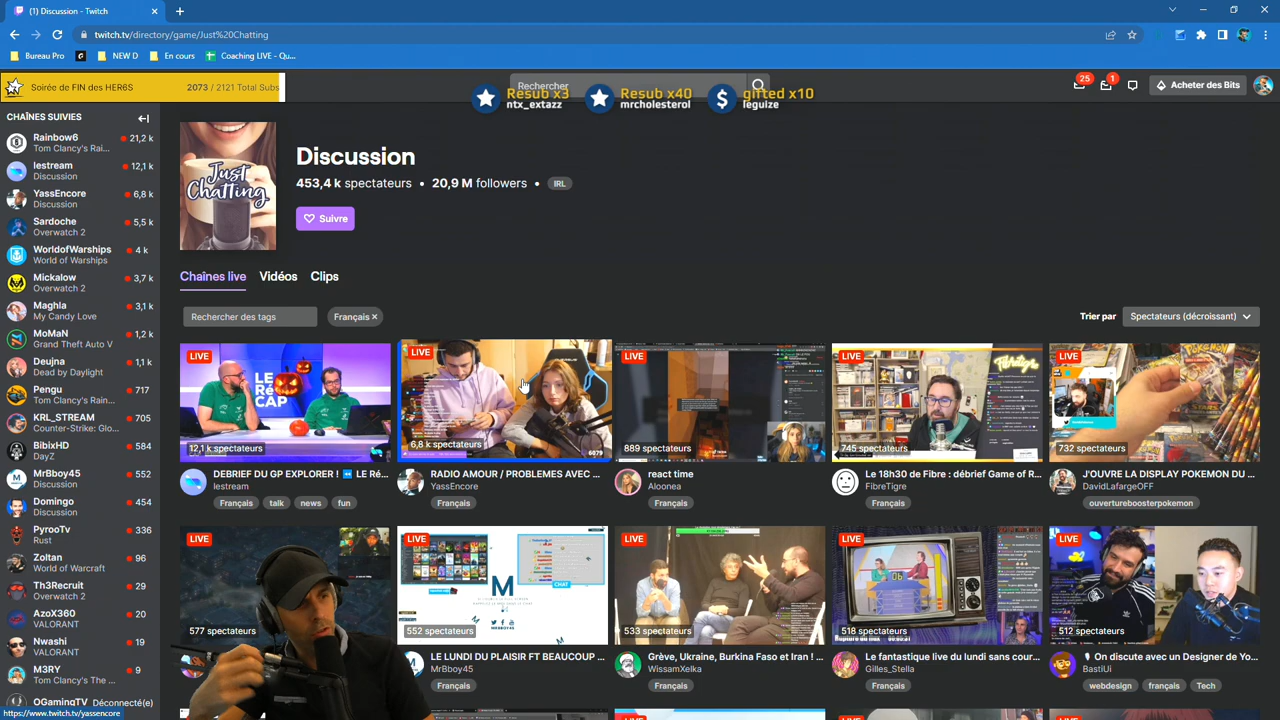 (1) Discussion - Twitch
twitch.tv/directory/game/Just%20Chatting
Bureau Pro
NEW D
En cours
Coaching LIVE - Qu...
Soirée de FIN des HER6S
2073 / 2121 Total Subs
Rechercher
Resub x3
ntx_extazz
Resub x40
mrcholesterol
gifted x10
leguize
25
1
Acheter des Bits
CHAÎNES SUIVIES
Rainbow6
21,2 k
Tom Clancy's Rai...
lestream
12,1 k
Discussion
YassEncore
6,8 k
Discussion
Sardoche
5,5 k
Overwatch 2
WorldofWarships
4 k
World of Warships
Mickalow
3,7 k
Overwatch 2
Maghla
3,1 k
My Candy Love
MoMaN
1,2 k
Grand Theft Auto V
Deujna
1,1 k
Dead by Daylight
Pengu
717
Tom Clancy's Rain...
KRL_STREAM
705
Counter-Strike: Glo...
BibixHD
584
DayZ
MrBboy45
552
Discussion
Domingo
454
Discussion
PyrooTv
336
Rust
Zoltan
96
World of Warcraft
Th3Recruit
29
VALORANT
AzoX360
20
VALORANT
Nwashi
19
VALORANT
M3RY
9
Tom Clancy's The ...
OGamingTV
Déconnecté(e)
https://www.twitch.tv/yassencore
Just
Chatting
Discussion
453,4 k spectateurs • 20,9 M followers •
IRL
Suivre
Chaînes live
Vidéos
Clips
Rechercher des tags
Français ×
Trier par
Spectateurs (décroissant)
LIVE
12,1 k spectateurs
DEBRIEF DU GP EXPLORER ! LE Ré...
lestream
Français
talk
news
fun
LIVE
6,8 k spectateurs
6079
RADIO AMOUR / PROBLEMES AVEC ...
YassEncore
Français
LIVE
889 spectateurs
react time
Aloonea
Français
LIVE
745 spectateurs
Le 18h30 de Fibre : débrief Game of R...
FibreTigre
Français
LIVE
732 spectateurs
J'OUVRE LA DISPLAY POKEMON DU ...
DavidLafargeOFF
ouvertureboosterpokemon
LIVE
577 spectateurs
LIVE
M
CHAT
552 spectateurs
LE LUNDI DU PLAISIR FT BEAUCOUP ...
MrBboy45
Français
LIVE
533 spectateurs
Grève, Ukraine, Burkina Faso et Iran ! ...
WissamXelka
Français
LIVE
518 spectateurs
Le fantastique live du lundi sans cour...
Gilles_Stella
Français
LIVE
512 spectateurs
On discute avec un Designer de Yo...
BastiUi
webdesign
français
Tech